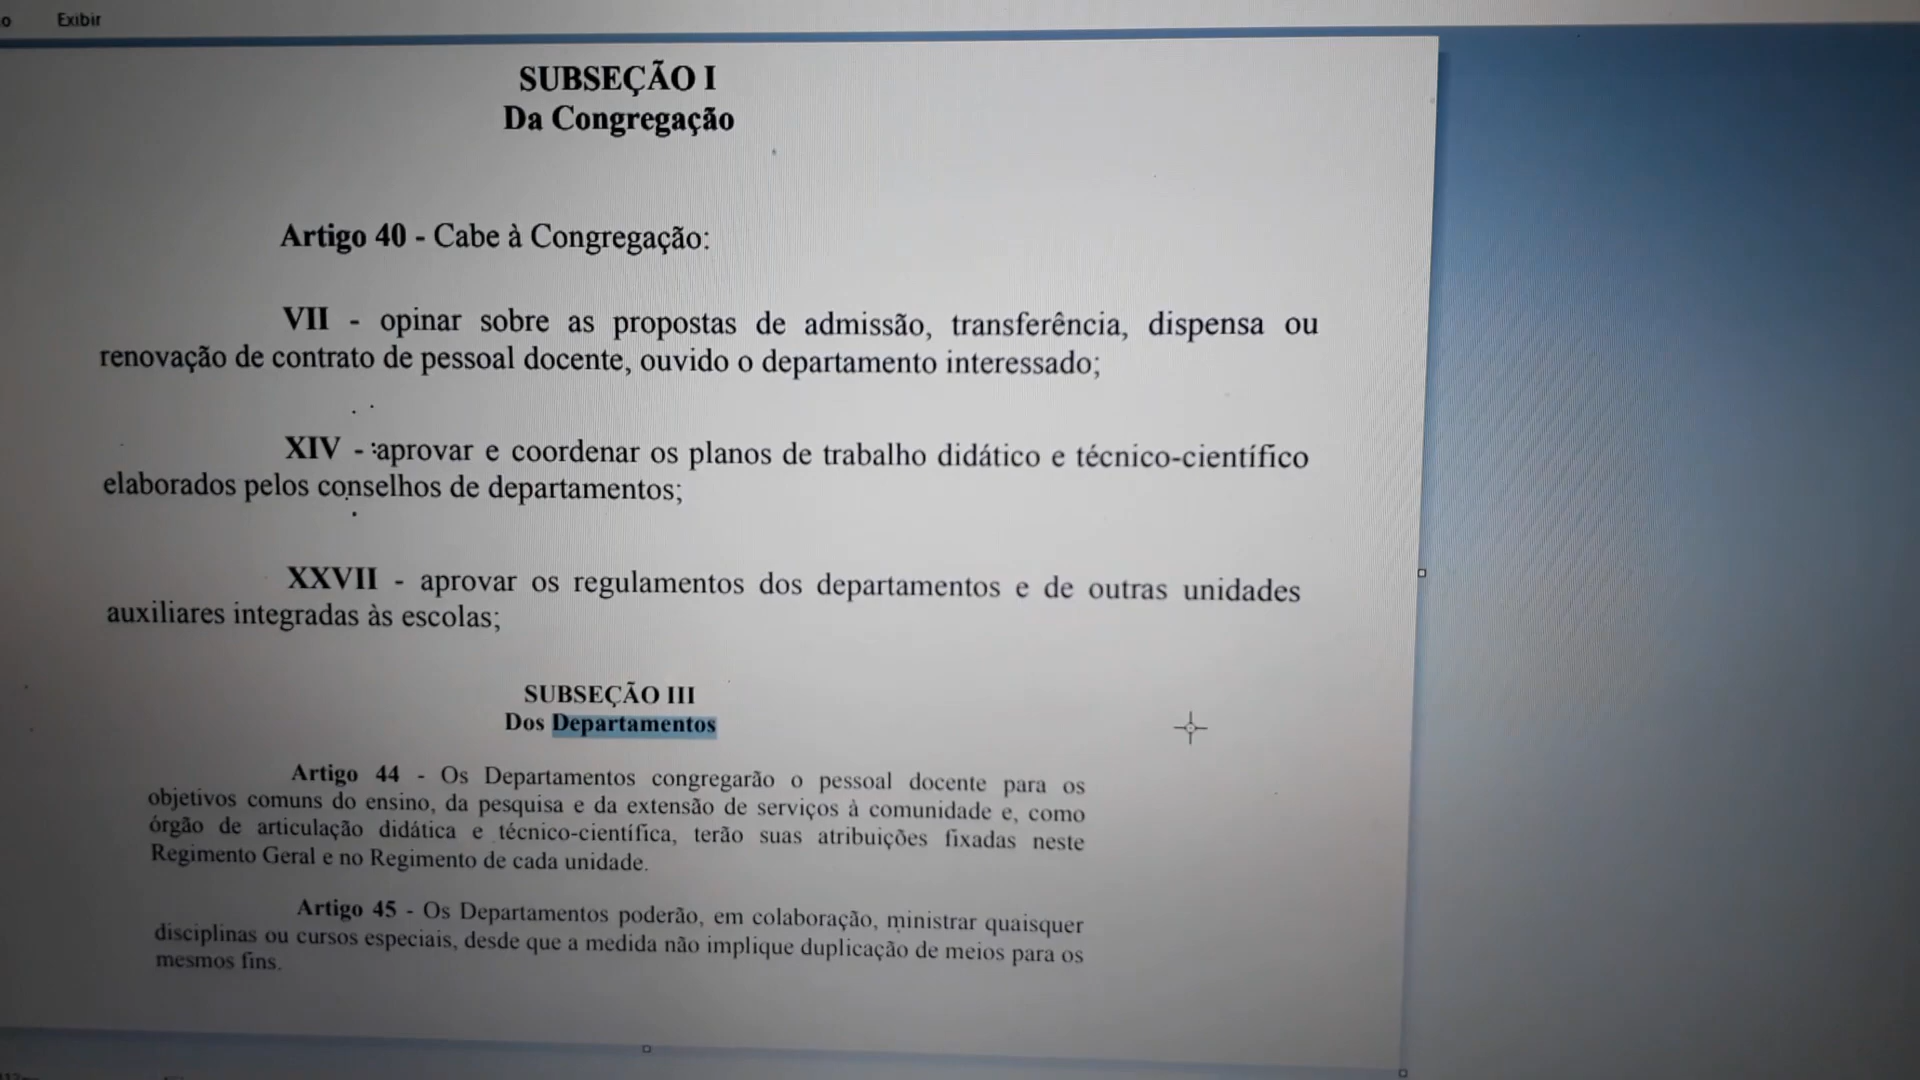 Exibir
SUBSEÇÃO I
Da Congregação
Artigo 40 - Cabe à Congregação:
VII - opinar sobre as propostas de admissão, transferência, dispensa ou
renovação de contrato de pessoal docente, ouvido o departamento interessado;
XIV - aprovar e coordenar os planos de trabalho didático e técnico-científico
elaborados pelos conselhos de departamentos;
XXVII - aprovar os regulamentos dos departamentos e de outras unidades
auxiliares integradas às escolas;
SUBSEÇÃO III
Dos Departamentos
Artigo 44 - Os Departamentos congregarão o pessoal docente para os
objetivos comuns do ensino, da pesquisa e da extensão de serviços à comunidade e, como
órgão de articulação didática e técnico-científica, terão suas atribuições fixadas neste
Regimento Geral e no Regimento de cada unidade.
Artigo 45 - Os Departamentos poderão, em colaboração, ministrar quaisquer
disciplinas ou cursos especiais, desde que a medida não implique duplicação de meios para os
mesmos fins.